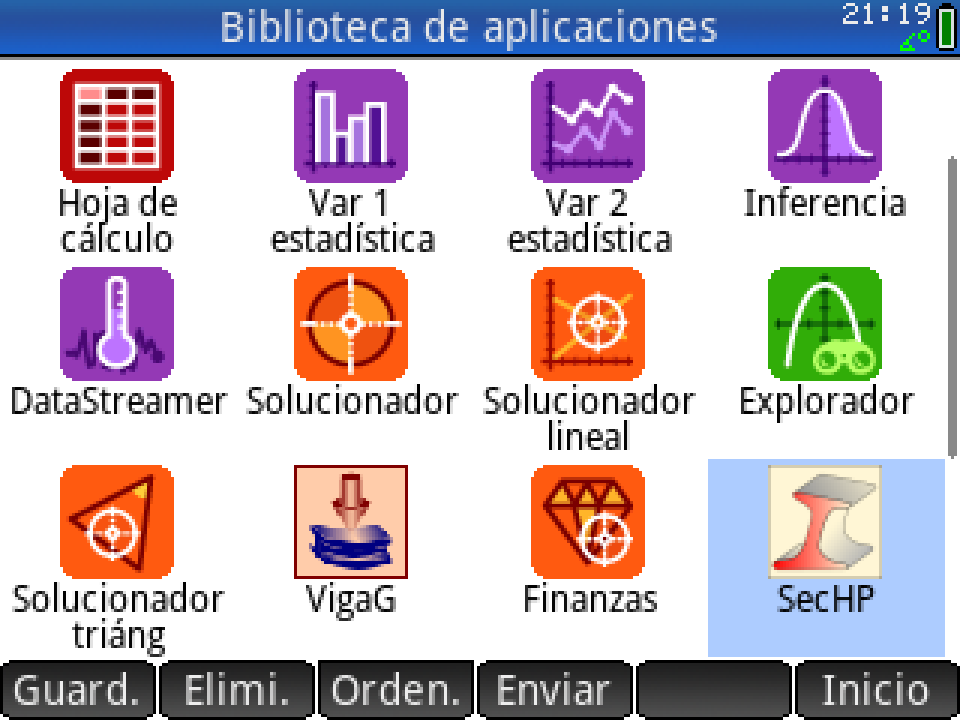 Biblioteca de aplicaciones
21:19
Hoja de
cálculo
Var 1
estadística
Var 2
estadística
Inferencia
DataStreamer
Solucionador
Solucionador
lineal
Explorador
Solucionador
triáng
VigaG
Finanzas
SecHP
Guard.
Elimi.
Orden.
Enviar
Inicio